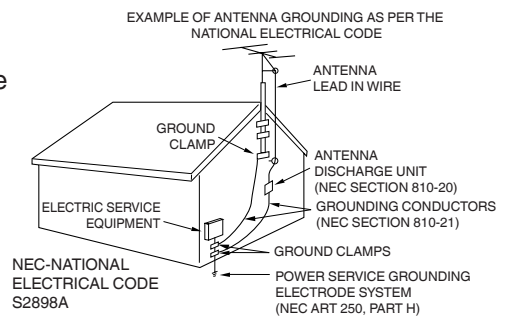 EXAMPLE OF ANTENNA GROUNDING AS PER THE
NATIONAL ELECTRICAL CODE
e
ANTENNA
LEAD IN WIRE
GROUND
CLAMP
ANTENNA
DISCHARGE UNIT
(NEC SECTION 810-20)
ELECTRIC SERVICE
EQUIPMENT
GROUNDING CONDUCTORS
(NEC SECTION 810-21)
GROUND CLAMPS
NEC-NATIONAL
ELECTRICAL CODE
S2898A
POWER SERVICE GROUNDING
ELECTRODE SYSTEM
(NEC ART 250, PART H)